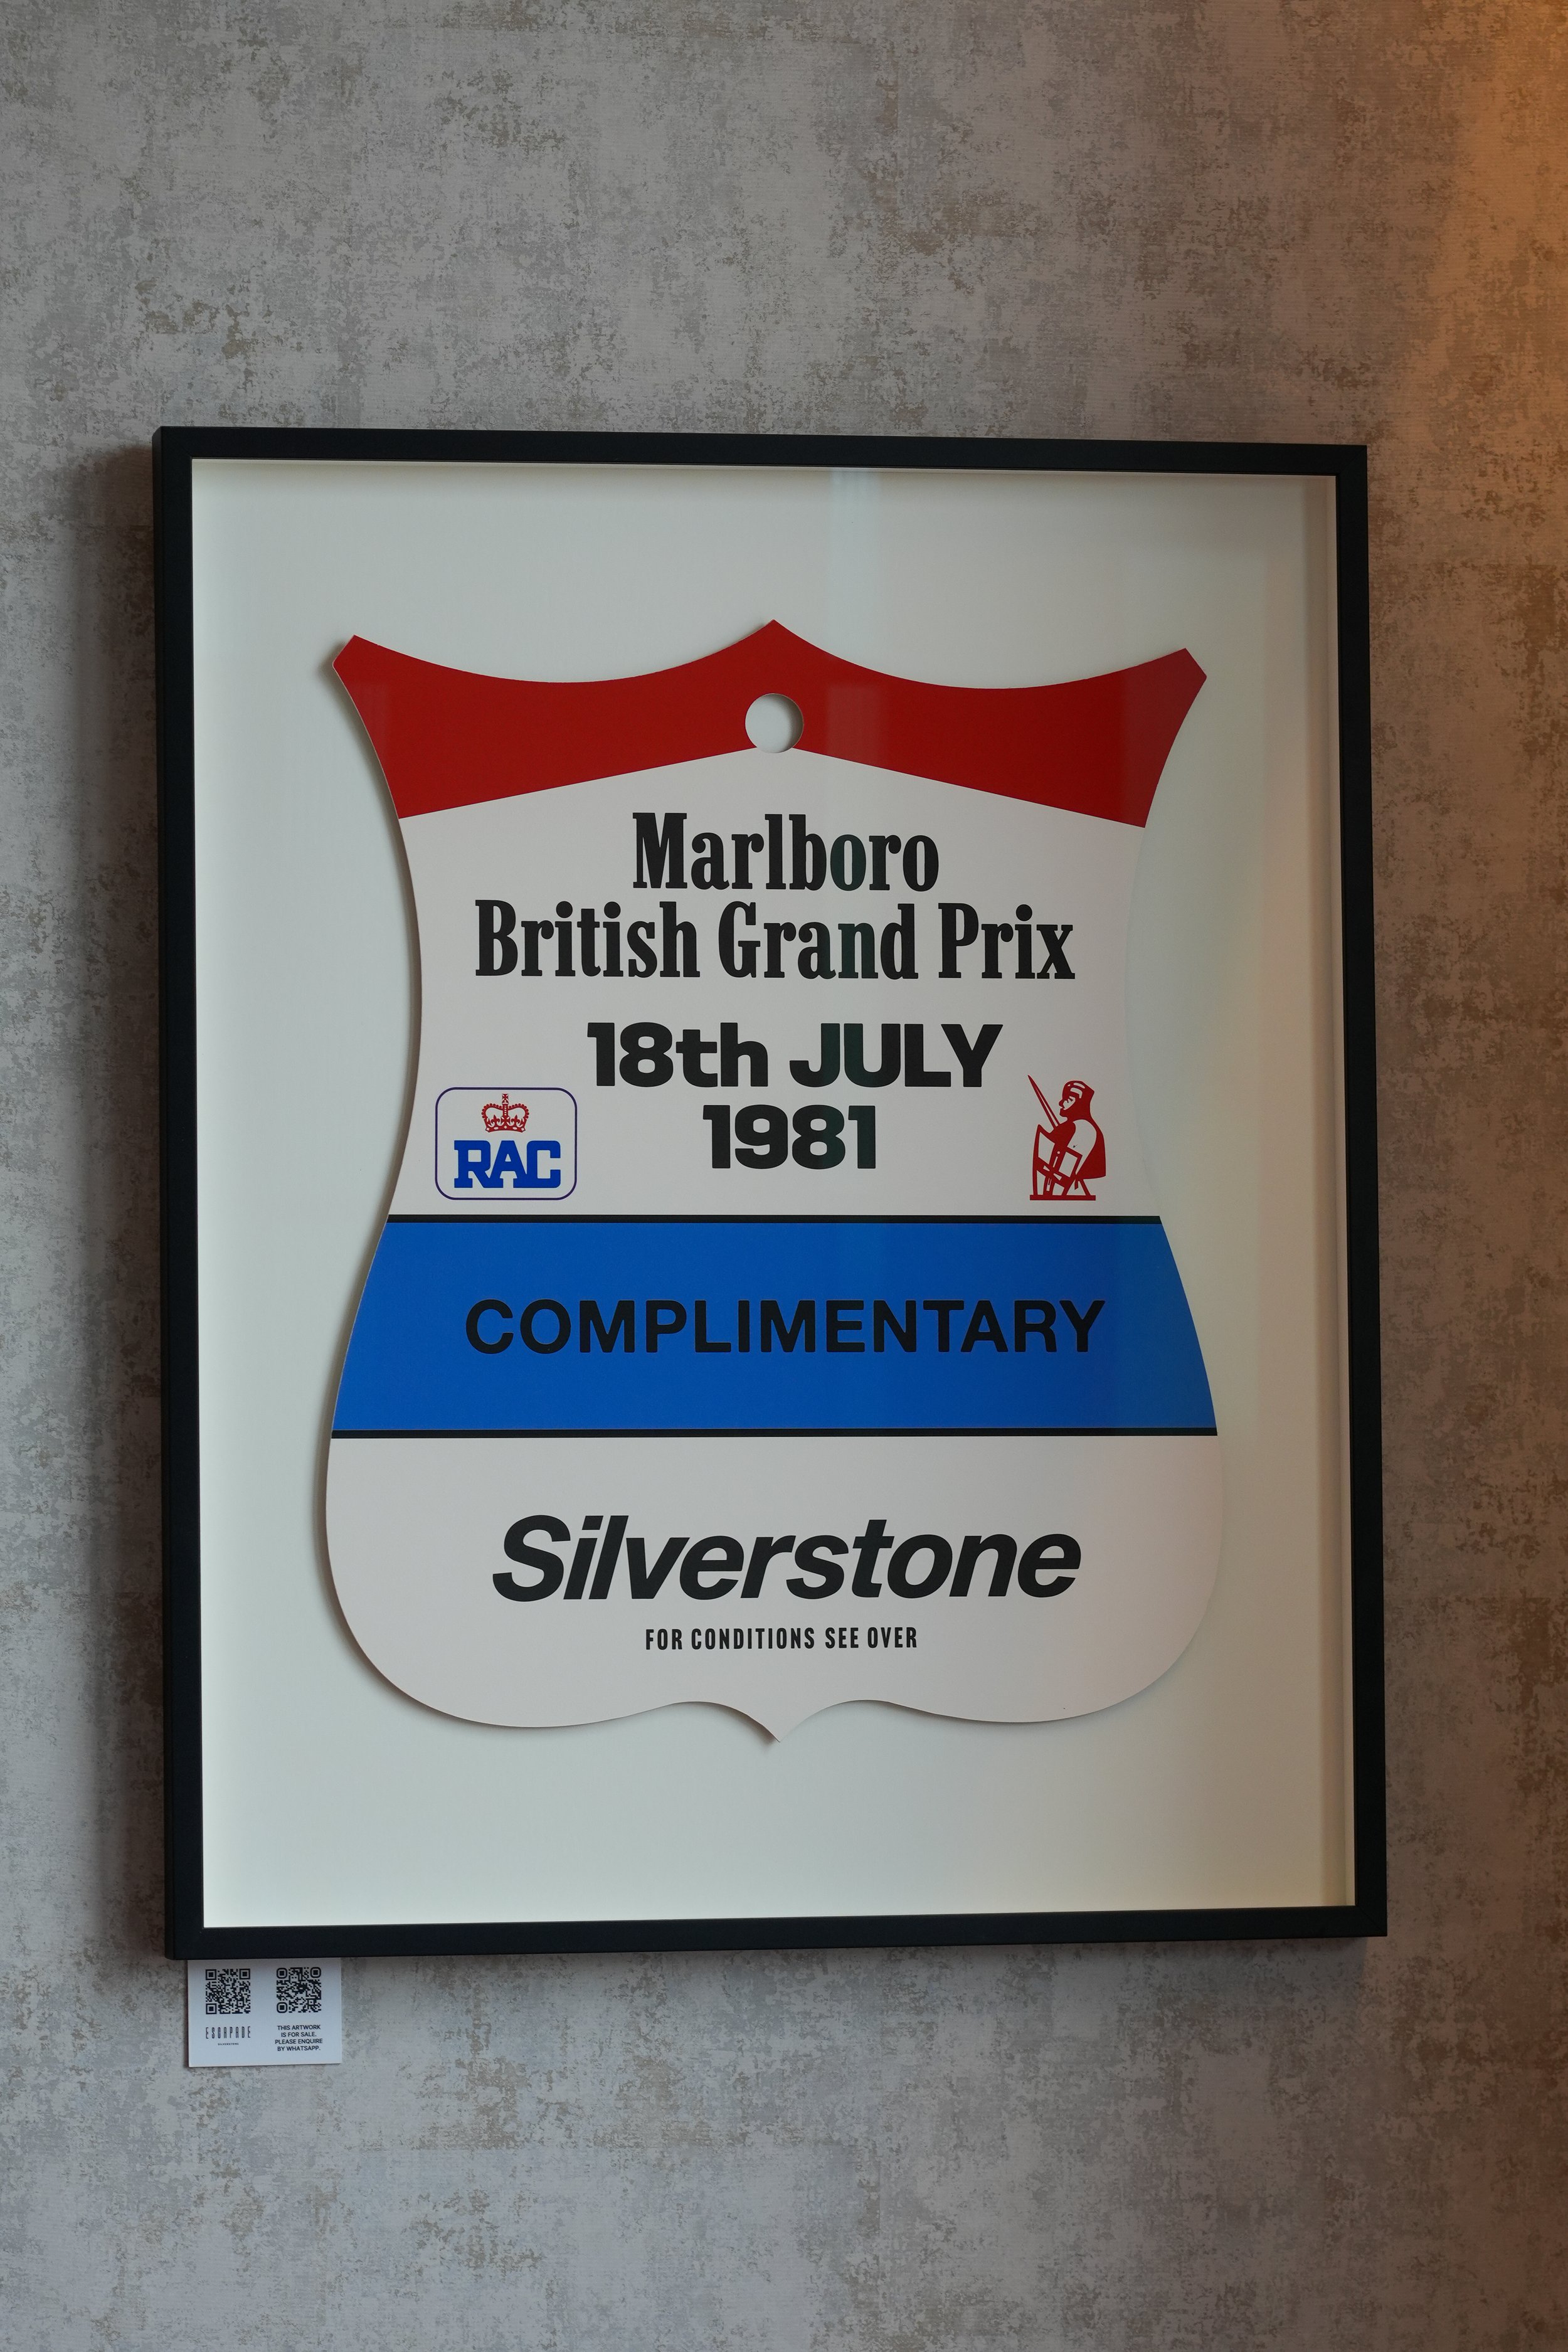 Marlboro
British Grand Prix
18th JULY
1981
RAC
COMPLIMENTARY
Silverstone
FOR CONDITIONS SEE OVER
ESCAPADE
THIS ARTWORK
IS FOR SALE.
PLEASE ENQUIRE
BY WHATSAPP.